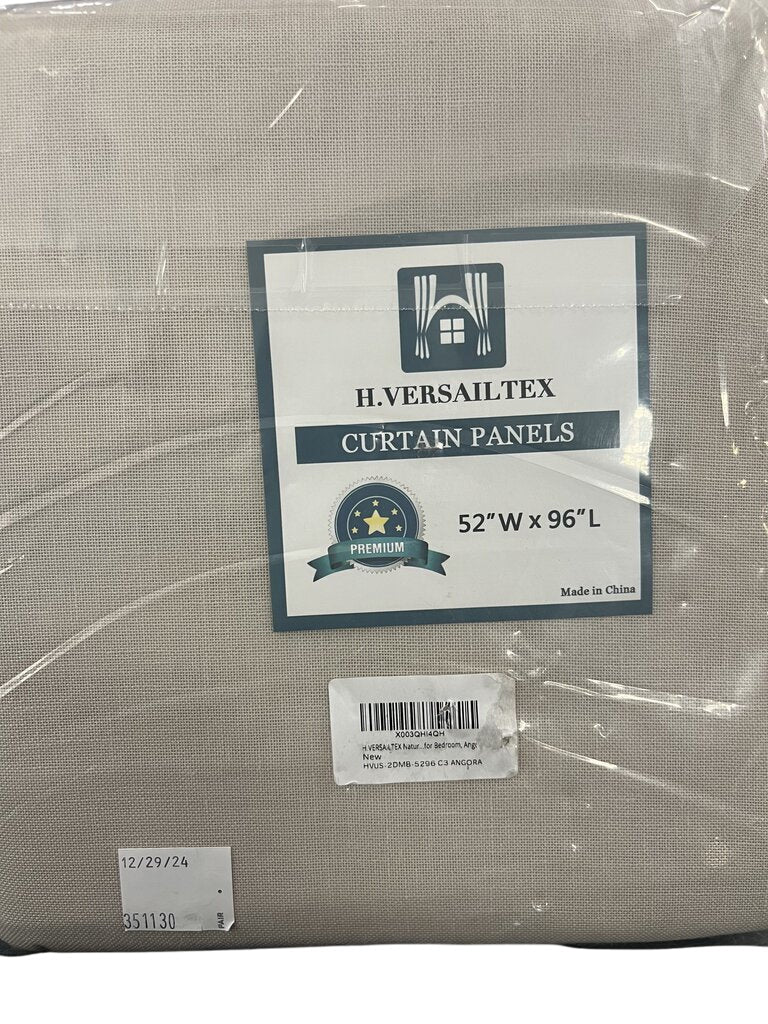 H.VERSAILTEX
CURTAIN PANELS
PREMIUM
52"W x 96"L
Made in China
X003QHI4QH
H.VERSAILTEX Natur...for Bedroom, Ango
New
HVUS-2DMB-5296 C3 ANGORA
12/29/24
351130
PAIR